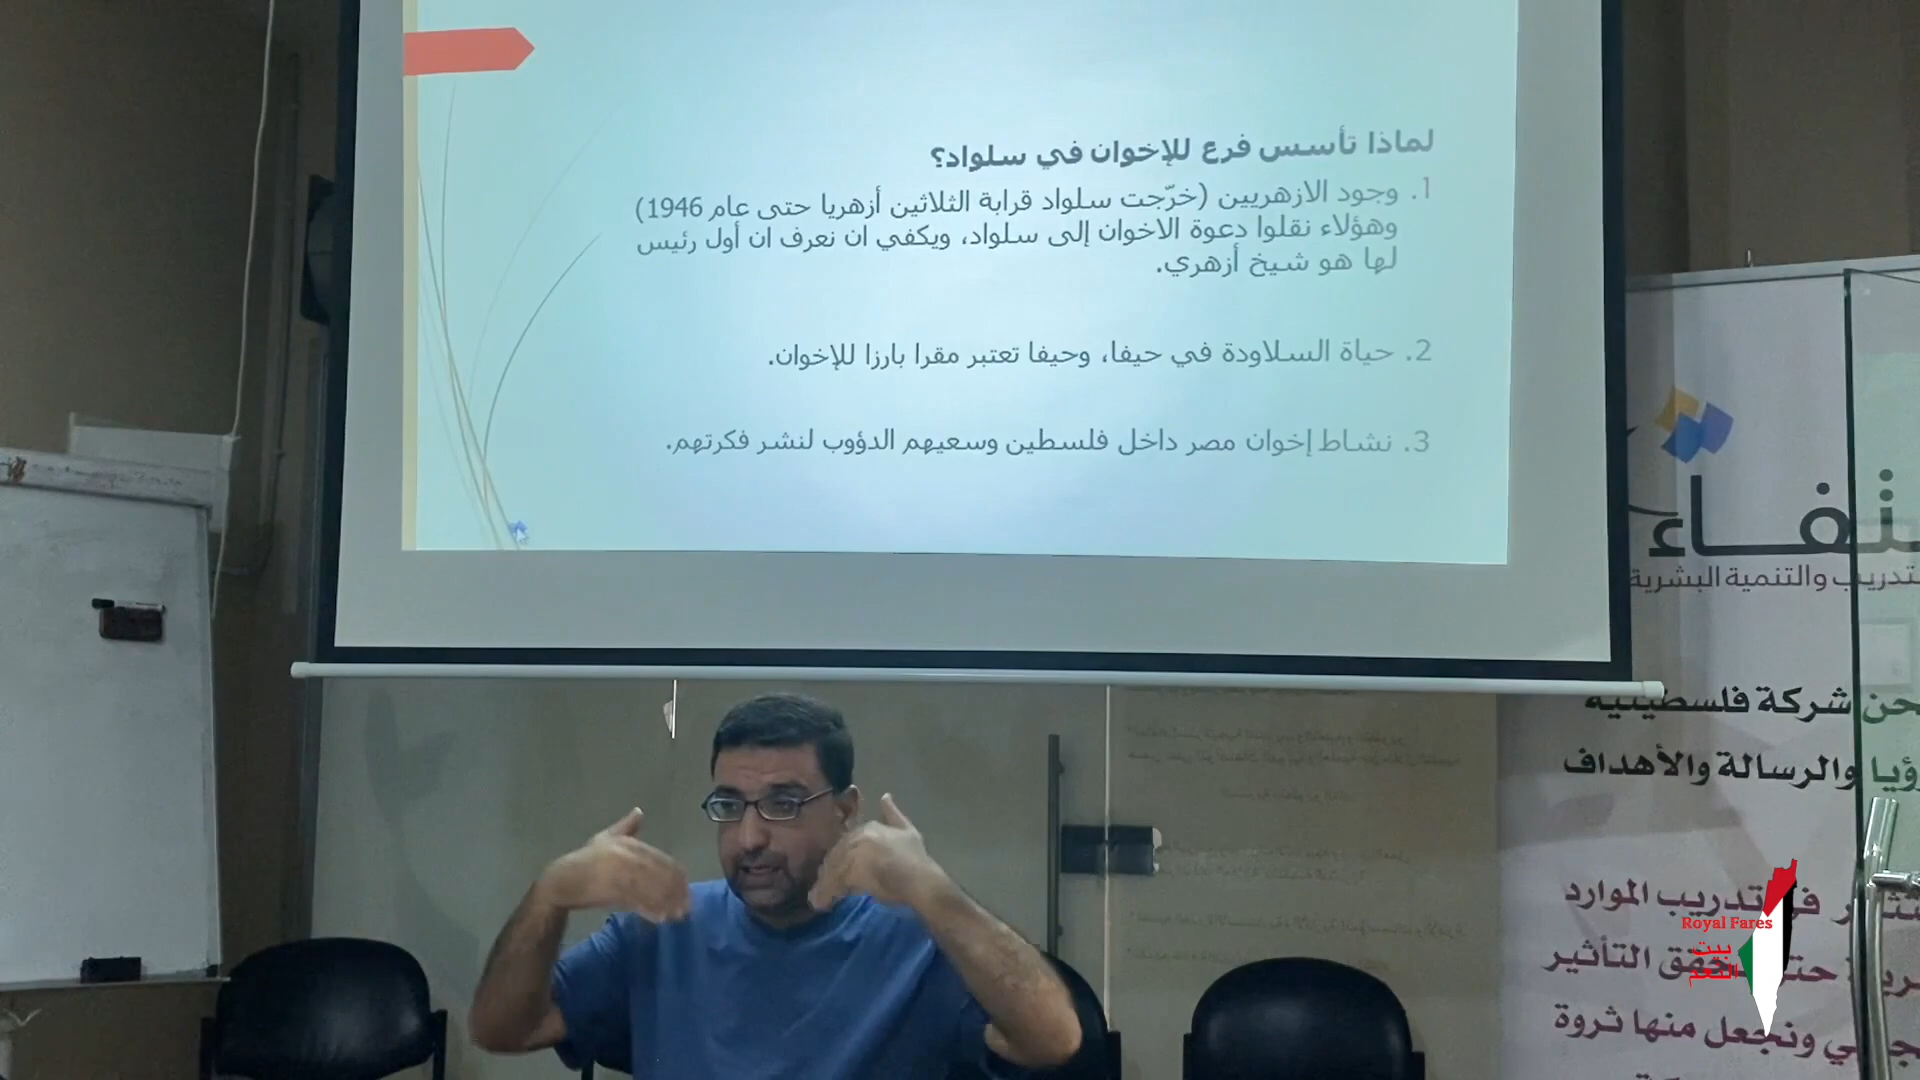 لماذا تأسس فرع للإخوان في سلواد؟
1. وجود الازهريين (خرّجت سلواد قرابة الثلاثين أزهريا حتى عام 1946)
وهؤلاء نقلوا دعوة الاخوان إلى سلواد، ويكفي ان نعرف ان أول رئيس
لها هو شيخ أزهري.
2. حياة السلاودة في حيفا، وحيفا تعتبر مقرا بارزا للإخوان.
3. نشاط إخوان مصر داخل فلسطين وسعيهم الدؤوب لنشر فكرتهم.
والتنمية البشرية
شركة فلسطينية
والرسالة والأهداف
تدريب الموارد
التأثير
ونجعل منها ثروة
Royal Fares
بيت